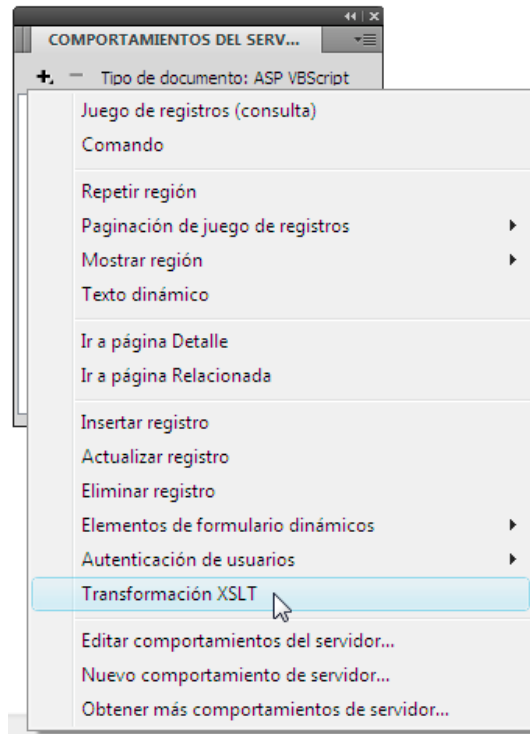 COMPORTAMIENTOS DEL SERV...
Tipo de documento: ASP VBScript
Juego de registros (consulta)
Comando
Repetir región
Paginación de juego de registros
Mostrar región
Texto dinámico
Ir a página Detalle
Ir a página Relacionada
Insertar registro
Actualizar registro
Eliminar registro
Elementos de formulario dinámicos
Autenticación de usuarios
Transformación XSLT
Editar comportamientos del servidor...
Nuevo comportamiento de servidor...
Obtener más comportamientos de servidor...